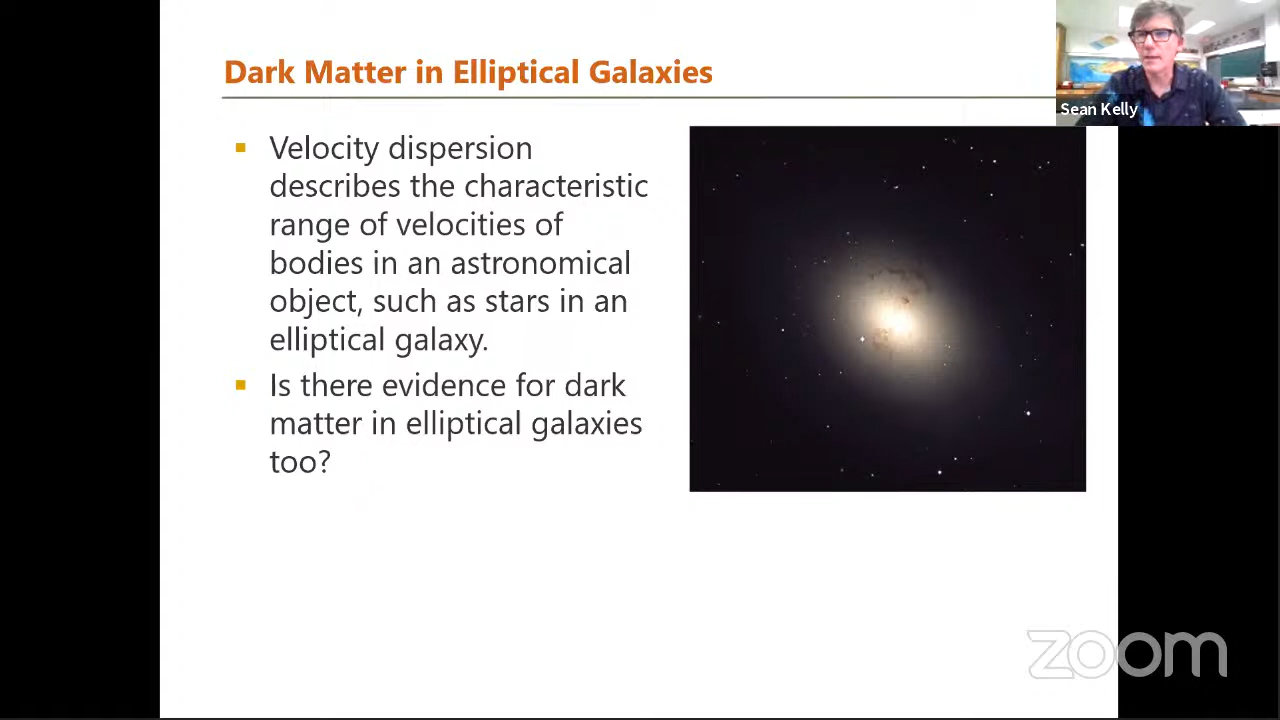 Dark Matter in Elliptical Galaxies
Sean Kelly
Velocity dispersion
describes the characteristic
range of velocities of
bodies in an astronomical
object, such as stars in an
elliptical galaxy.
Is there evidence for dark
matter in elliptical galaxies
too?
zoom